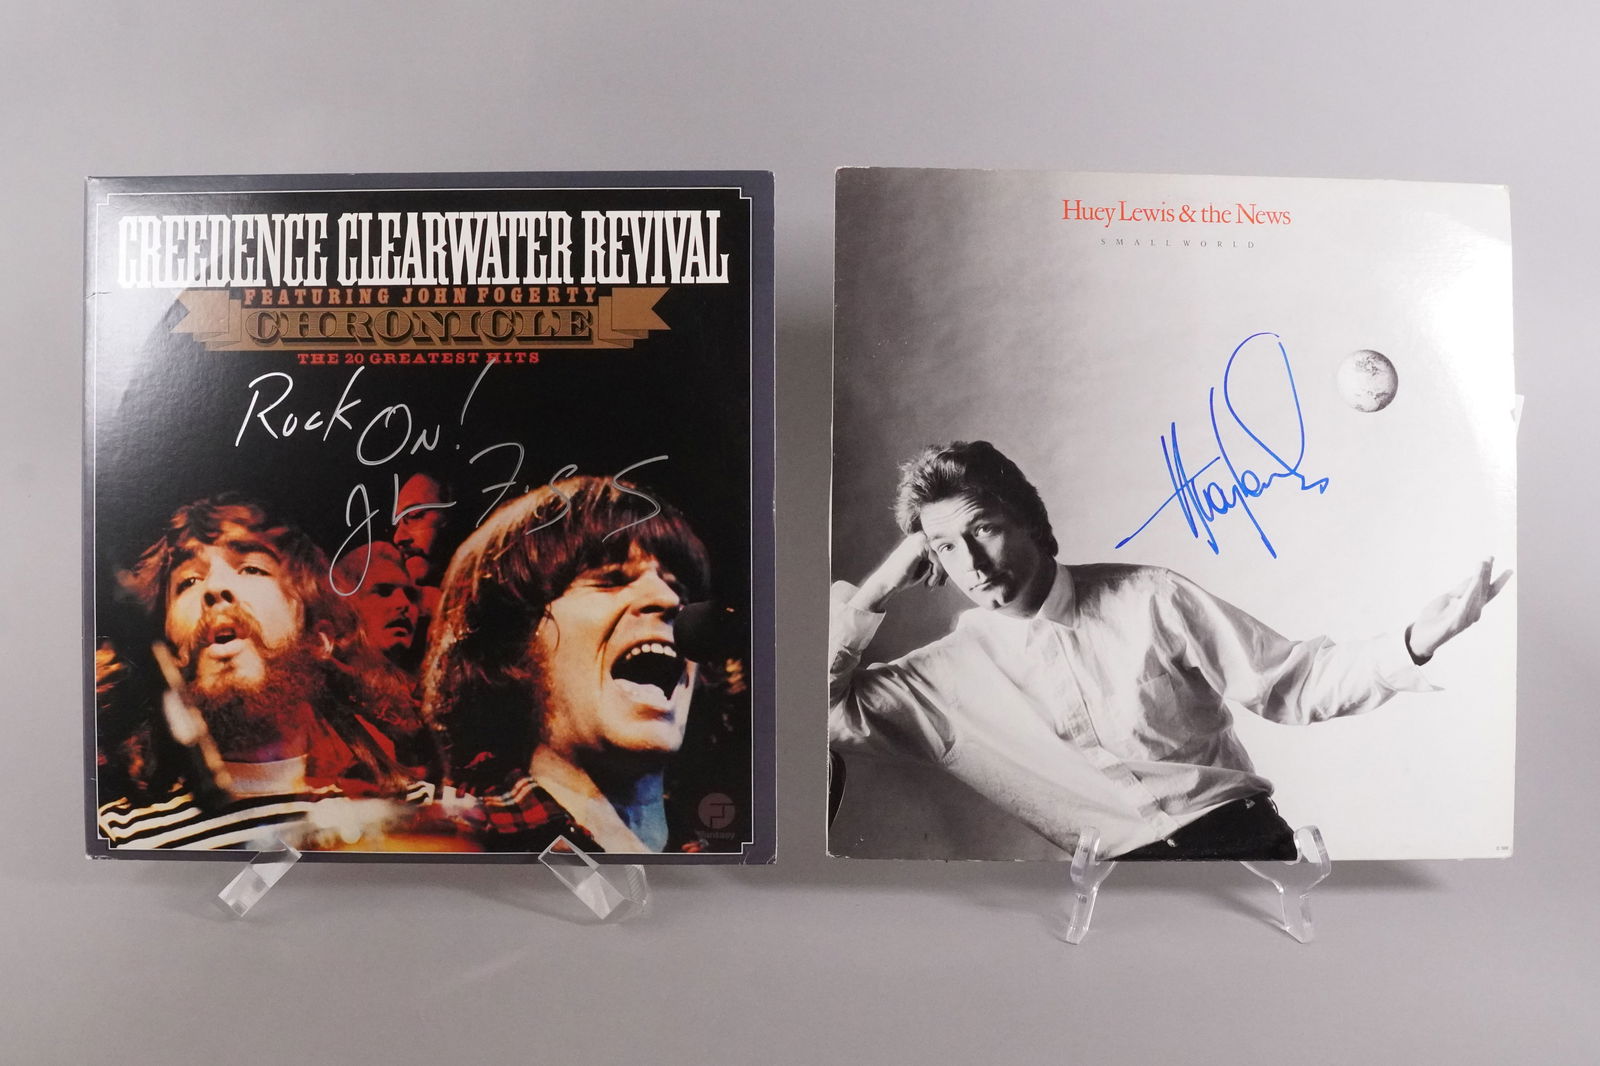 CREEDENCE CLEARWATER REVIVAL
FEATURING JOHN FOGERTY
CHRONICLE
THE 20 GREATEST HITS
Rock
On!
Fantasy
Huey Lewis & the News
SMALL WORLD